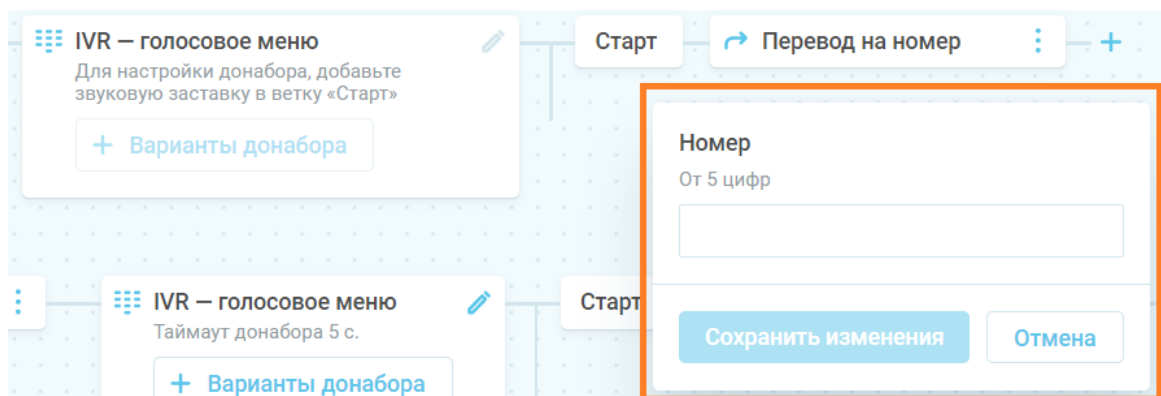 IVR — голосовое меню
Для настройки донабора, добавьте
звуковую заставку в ветку «Старт»
+ Варианты донабора
Старт
Перевод на номер
Номер
От 5 цифр
Сохранить изменения
Отмена
IVR — голосовое меню
Таймаут донабора 5 с.
+ Варианты донабора
Старт